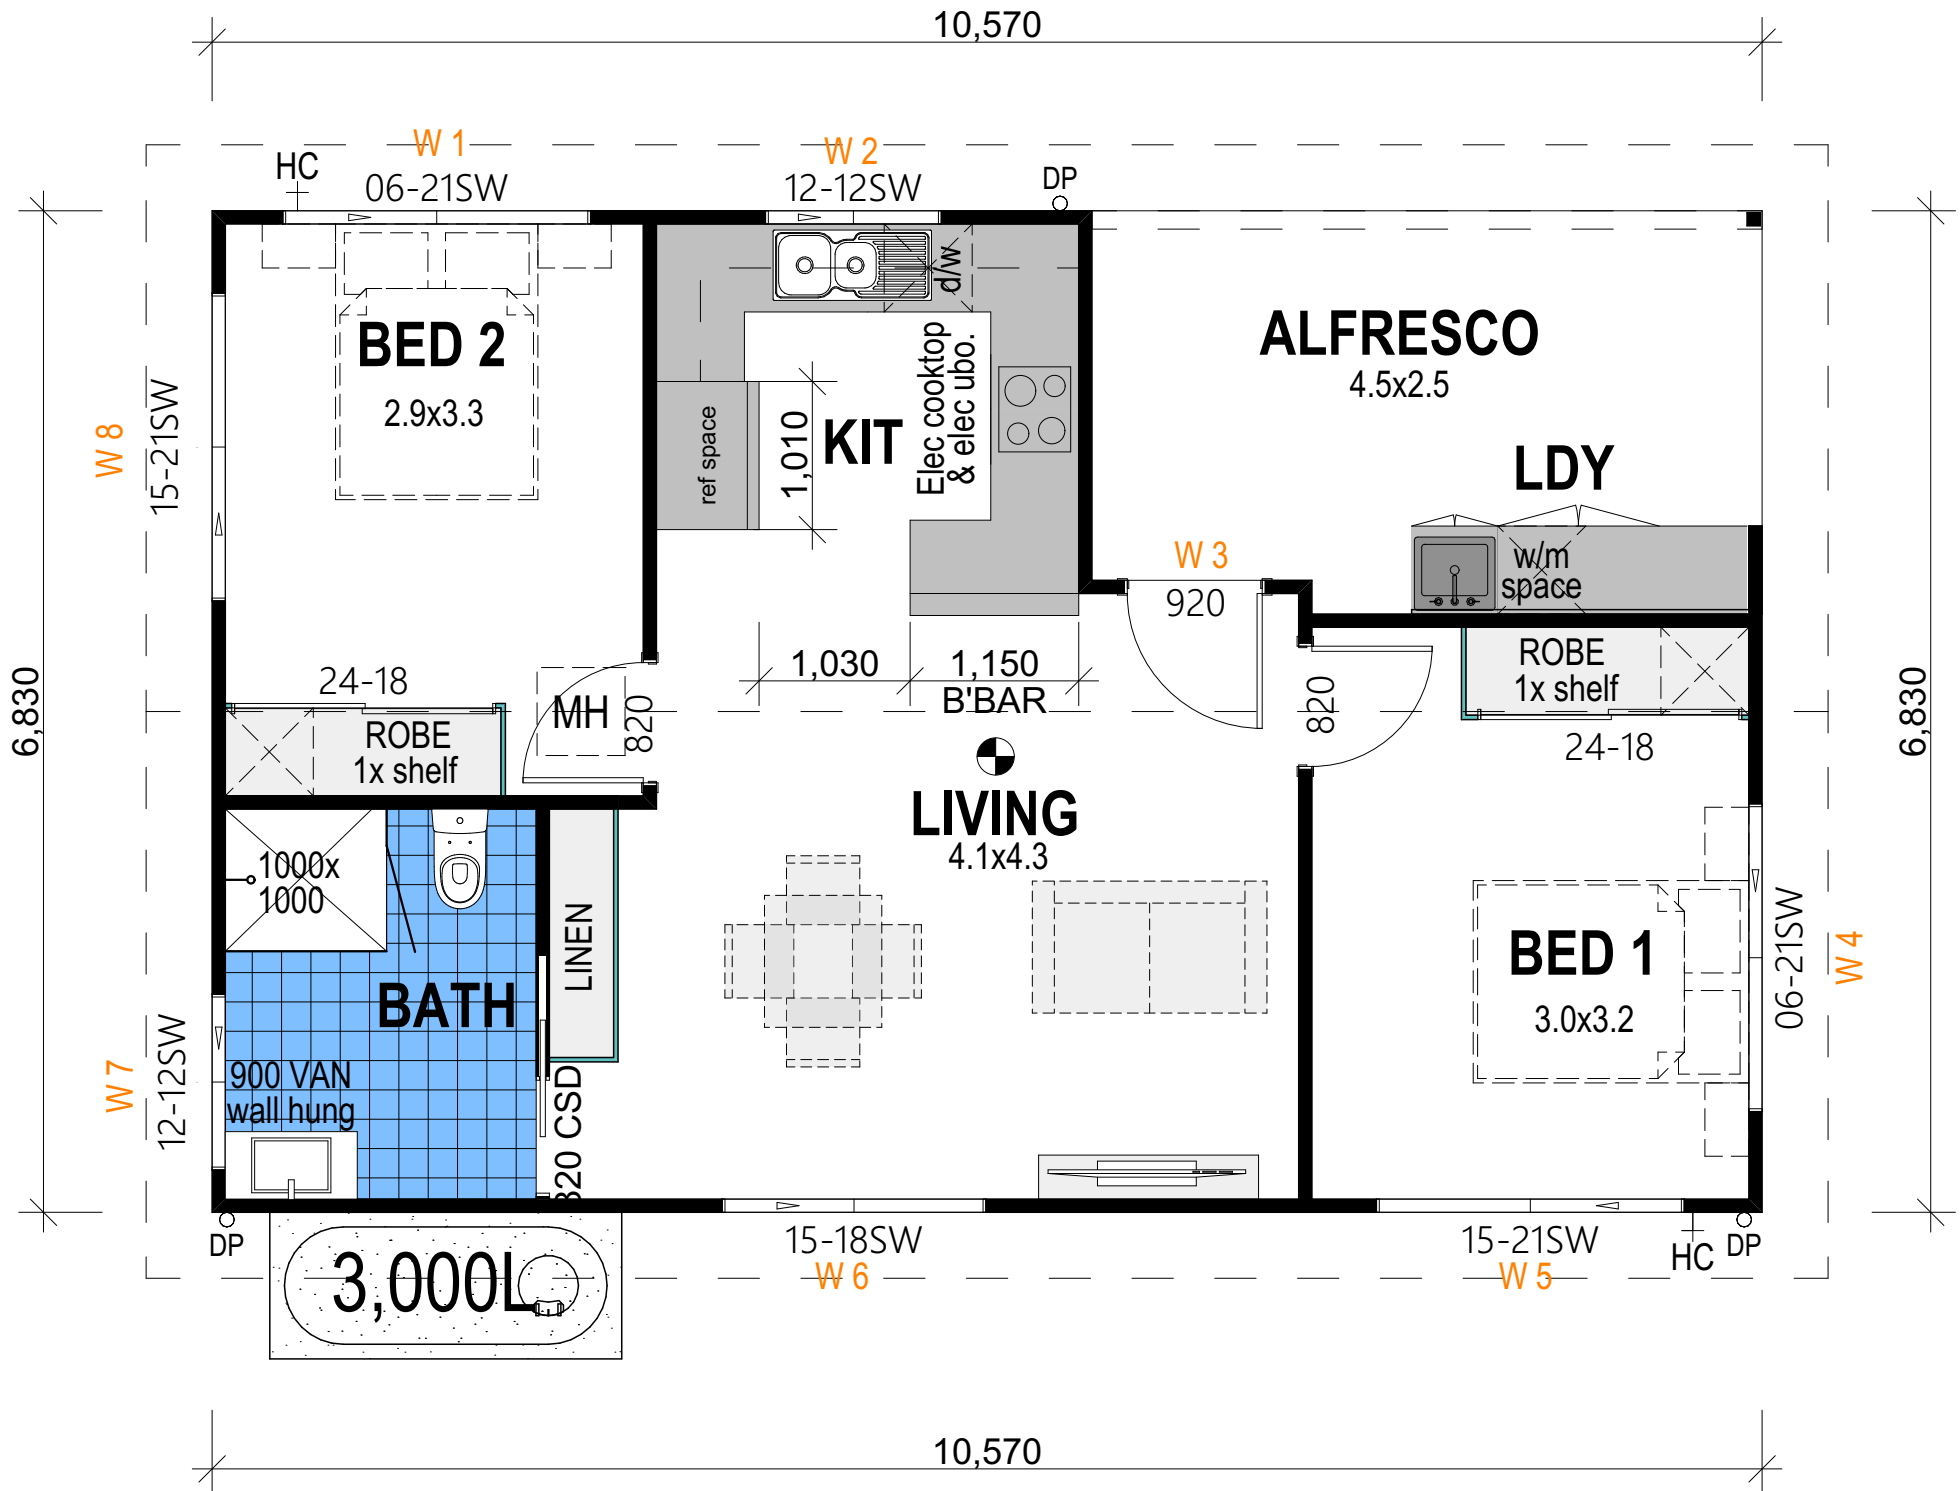 10,570
W 1
W 2
HC
06-21SW
12-12SW
DP
d/w
BED 2
2.9x3.3
Elec cooktop
& elec ubo.
ALFRESCO
4.5x2.5
W 8
15-21SW
ref space
1,010
KIT
LDY
W 3
920
w/m
space
6,830
24-18
MH
820
1,030
1,150
B'BAR
820
ROBE
1x shelf
24-18
6,830
ROBE
1x shelf
LIVING
4.1x4.3
1000x
1000
LINEN
BATH
BED 1
3.0x3.2
06-21SW
W 4
W 7
12-12SW
900 VAN
wall hung
820 CSD
DP
15-18SW
W 6
15-21SW
W 5
HC
DP
3,000L
10,570